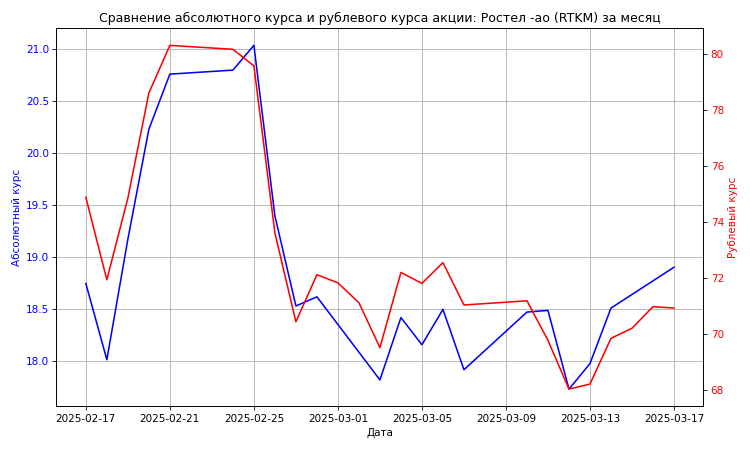 Сравнение абсолютного курса и рублевого курса акции: Ростел -ао (RTKM) за месяц
21.0
20.5
20.0
19.5
19.0
18.5
18.0
Абсолютный курс
80
78
76
74
72
70
68
Рублевый курс
2025-02-17 2025-02-21 2025-02-25 2025-03-01 2025-03-05 2025-03-09 2025-03-13 2025-03-17
Дата